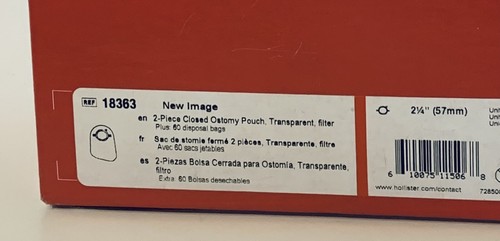 REF 18363 New Image
en 2-Piece Closed Ostomy Pouch, Transparent, filter
Plus: 60 disposal bags
fr Sac de stomie fermé 2 pièces, Transparente, filtre
Avec 60 sacs jetables
es 2-Piezas Bolsa Cerrada para Ostomía, Transparente,
filtro
Extra: 60 Bolsas desechables
2¼" (57mm)
6 10075 11506 8
www.hollister.com/contact